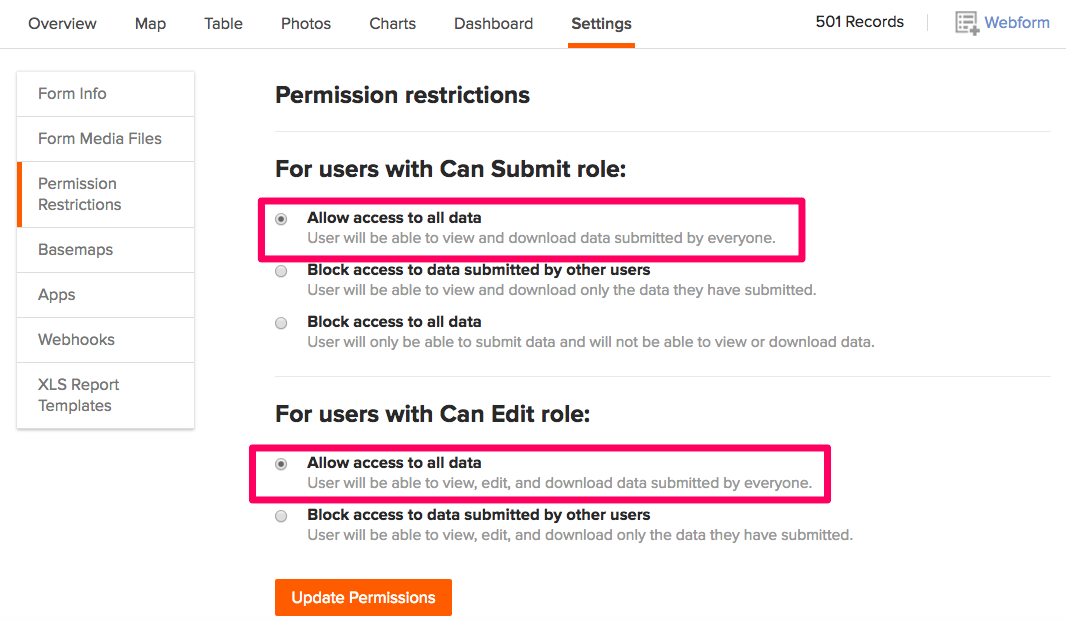 Overview Map Table Photos Charts Dashboard Settings 501 Records Webform
Form Info
Form Media Files
Permission
Restrictions
Basemaps
Apps
Webhooks
XLS Report
Templates
Permission restrictions
For users with Can Submit role:
Allow access to all data
User will be able to view and download data submitted by everyone.
Block access to data submitted by other users
User will be able to view and download only the data they have submitted.
Block access to all data
User will only be able to submit data and will not be able to view or download data.
For users with Can Edit role:
Allow access to all data
User will be able to view, edit, and download data submitted by everyone.
Block access to data submitted by other users
User will be able to view, edit, and download only the data they have submitted.
Update Permissions